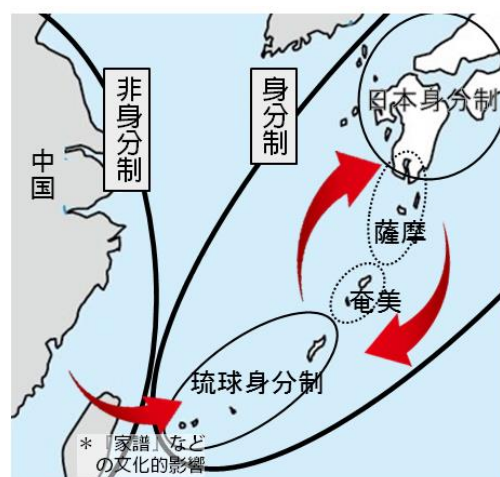 非身分制
身分制
中国
日本身分制
薩摩
奄美
琉球身分制
＊『家譜』など
の文化的影響